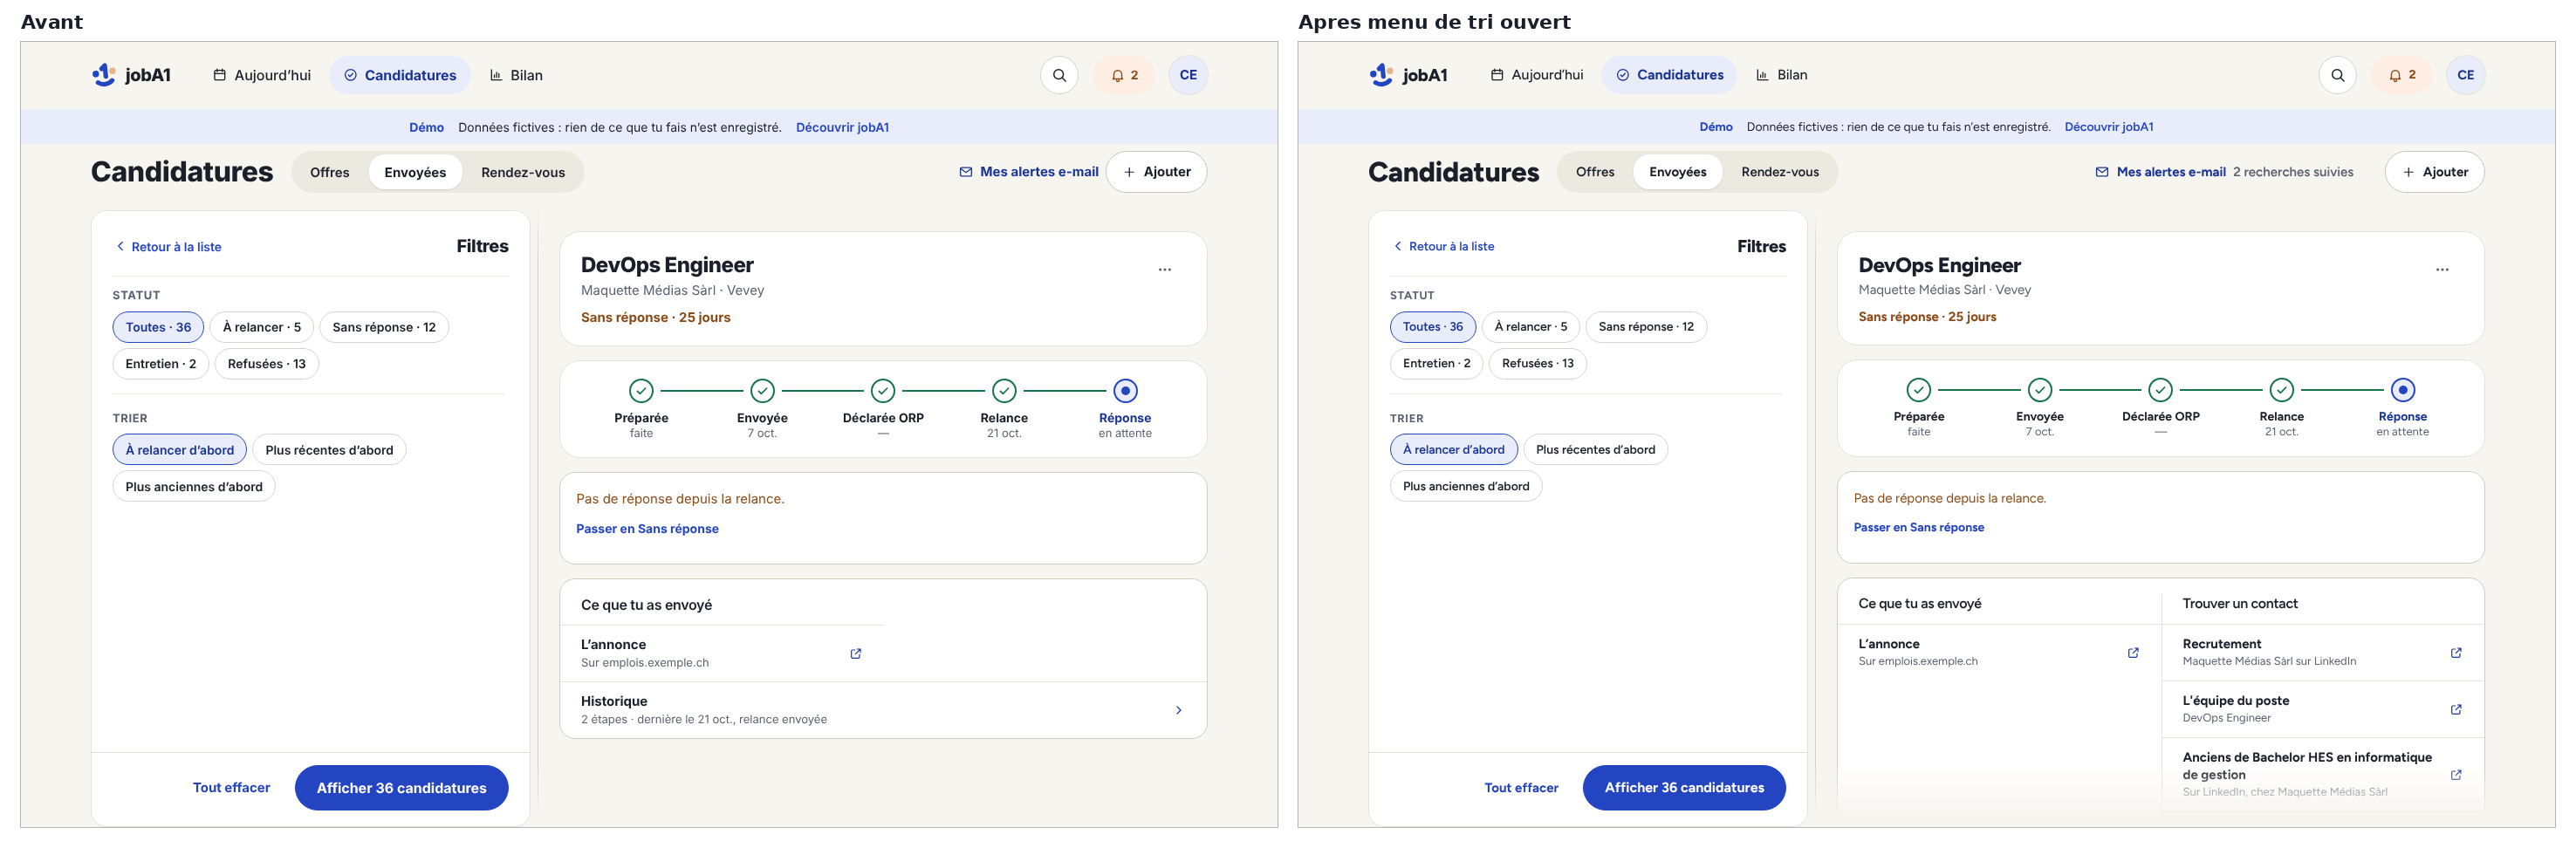 Avant
jobA1 Aujourd’hui Candidatures Bilan 2 CE
Démo Données fictives : rien de ce que tu fais n’est enregistré. Découvrir jobA1
Candidatures Offres Envoyées Rendez-vous Mes alertes e-mail + Ajouter
Retour à la liste Filtres
STATUT
Toutes · 36 À relancer · 5 Sans réponse · 12
Entretien · 2 Refusées · 13
TRIER
À relancer d’abord Plus récentes d’abord
Plus anciennes d’abord
Tout effacer Afficher 36 candidatures
DevOps Engineer ...
Maquette Médias Sàrl · Vevey
Sans réponse · 25 jours
Préparée Envoyée Déclarée ORP Relance Réponse
faite 7 oct. — 21 oct. en attente
Pas de réponse depuis la relance.
Passer en Sans réponse
Ce que tu as envoyé
L’annonce
Sur emplois.exemple.ch
Historique
2 étapes · dernière le 21 oct., relance envoyée
Apres menu de tri ouvert
jobA1 Aujourd’hui Candidatures Bilan 2 CE
Démo Données fictives : rien de ce que tu fais n’est enregistré. Découvrir jobA1
Candidatures Offres Envoyées Rendez-vous Mes alertes e-mail 2 recherches suivies + Ajouter
Retour à la liste Filtres
STATUT
Toutes · 36 À relancer · 5 Sans réponse · 12
Entretien · 2 Refusées · 13
TRIER
À relancer d’abord Plus récentes d’abord
Plus anciennes d’abord
Tout effacer Afficher 36 candidatures
DevOps Engineer ...
Maquette Médias Sàrl · Vevey
Sans réponse · 25 jours
Préparée Envoyée Déclarée ORP Relance Réponse
faite 7 oct. — 21 oct. en attente
Pas de réponse depuis la relance.
Passer en Sans réponse
Ce que tu as envoyé
L’annonce
Sur emplois.exemple.ch
Trouver un contact
Recrutement
Maquette Médias Sàrl sur LinkedIn
L'équipe du poste
DevOps Engineer
Anciens de Bachelor HES en informatique
de gestion
Sur LinkedIn, chez Maquette Médias Sàrl